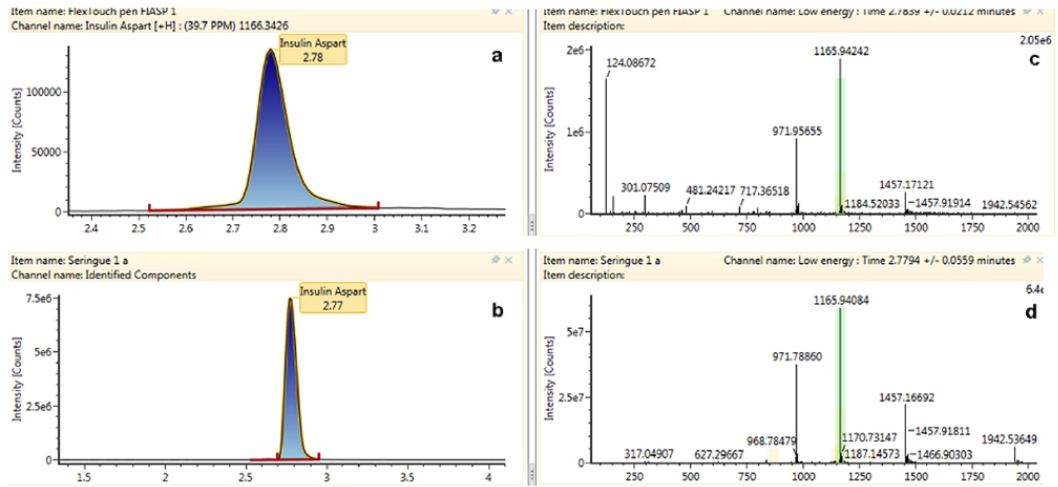 Item name: FlexTouch pen FIASP 1
Channel name: Insulin Aspart [+H] : (39.7 PPM) 1166.3426
Insulin Aspart
2.78
a
Intensity [Counts]
100000
50000
0
2.4 2.5 2.6 2.7 2.8 2.9 3 3.1 3.2
Item name: FlexTouch pen FIASP 1 Channel name: Low energy : Time 2.7839 +/- 0.0212 minutes
Item description:
2.05e6
c
Intensity [Counts]
2e6
1e6
0
124.08672
301.07509
481.24217
717.36518
971.95655
1165.94242
1184.52033
1457.17121
1457.91914
1942.54562
250 500 750 1000 1250 1500 1750 2000
Item name: Seringue 1 a
Channel name: Identified Components
Insulin Aspart
2.77
b
Intensity [Counts]
7.5e6
5e6
2.5e6
0
1.5 2 2.5 3 3.5 4
Item name: Seringue 1 a Channel name: Low energy : Time 2.7794 +/- 0.0559 minutes
Item description:
d
Intensity [Counts]
5e7
2.5e7
0
317.04907
627.29667
968.78479
971.78860
1165.94084
1170.73147
1187.14573
1457.16692
1457.91811
1466.90303
1942.53649
250 500 750 1000 1250 1500 1750 2000